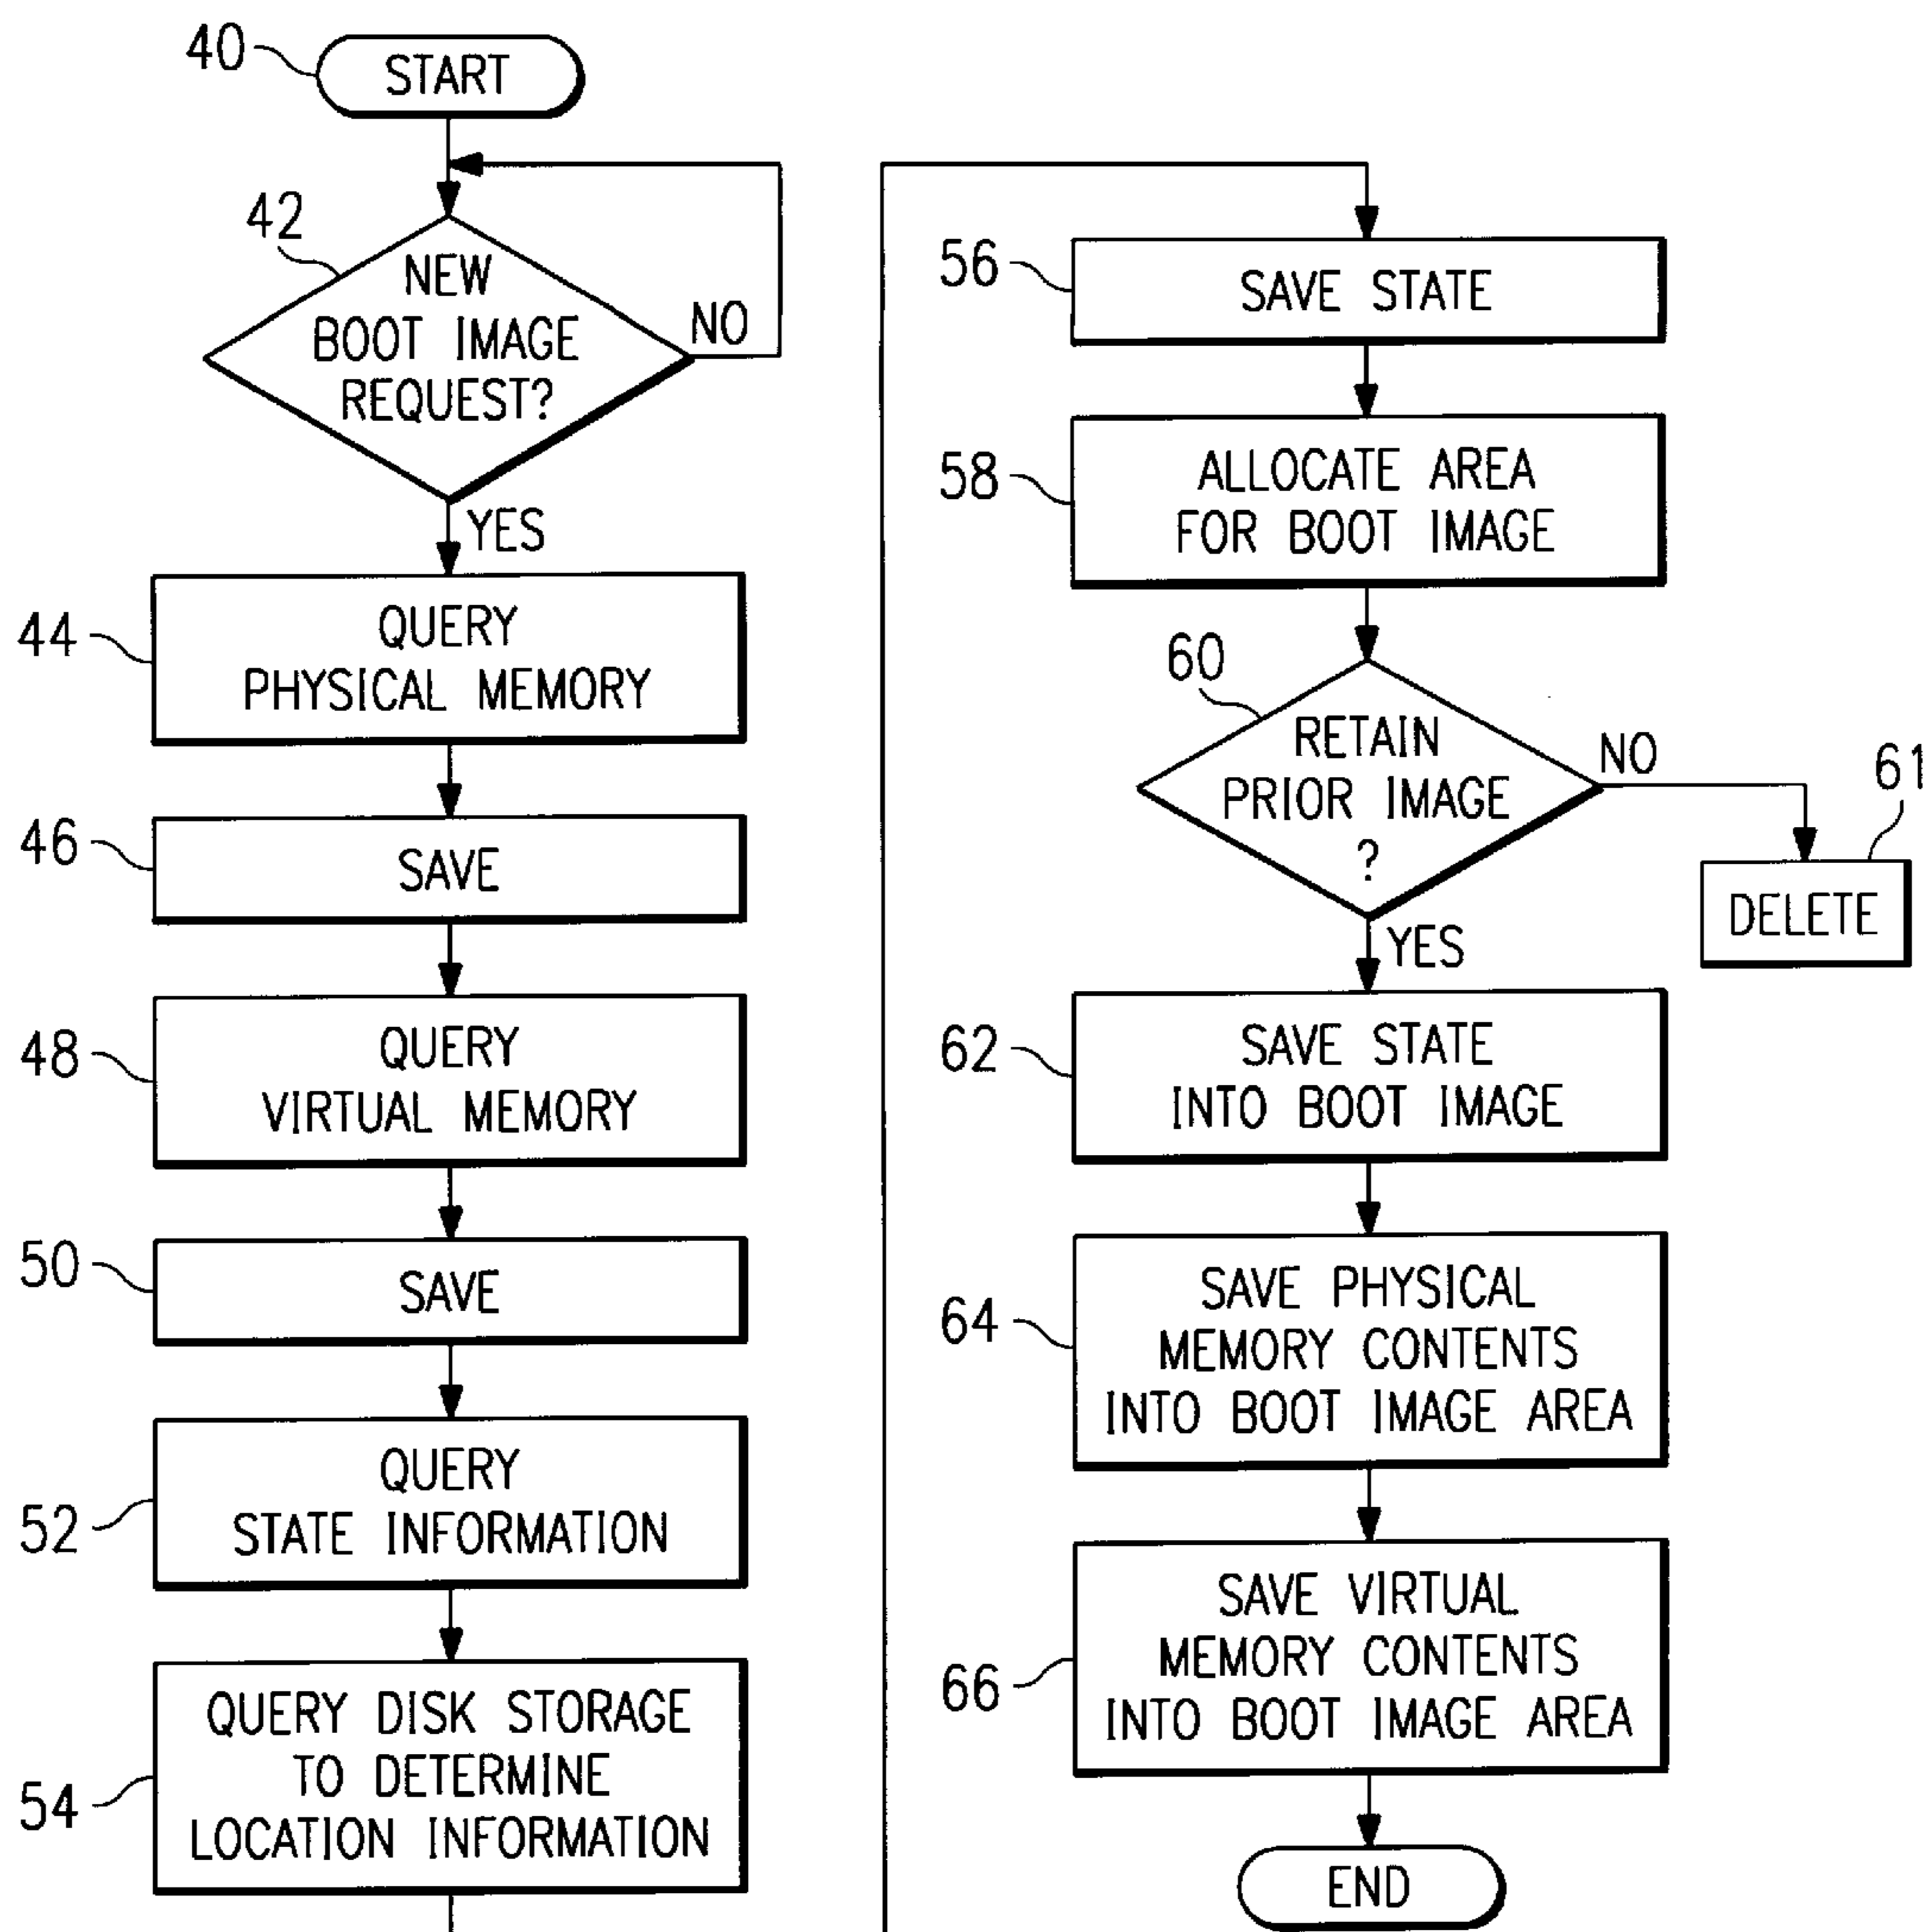 40
START
42
NEW
BOOT IMAGE
REQUEST?
NO
YES
44
QUERY
PHYSICAL MEMORY
46
SAVE
48
QUERY
VIRTUAL MEMORY
50
SAVE
52
QUERY
STATE INFORMATION
54
QUERY DISK STORAGE
TO DETERMINE
LOCATION INFORMATION
56
SAVE STATE
58
ALLOCATE AREA
FOR BOOT IMAGE
60
RETAIN
PRIOR IMAGE
?
NO
61
DELETE
YES
62
SAVE STATE
INTO BOOT IMAGE
64
SAVE PHYSICAL
MEMORY CONTENTS
INTO BOOT IMAGE AREA
66
SAVE VIRTUAL
MEMORY CONTENTS
INTO BOOT IMAGE AREA
END